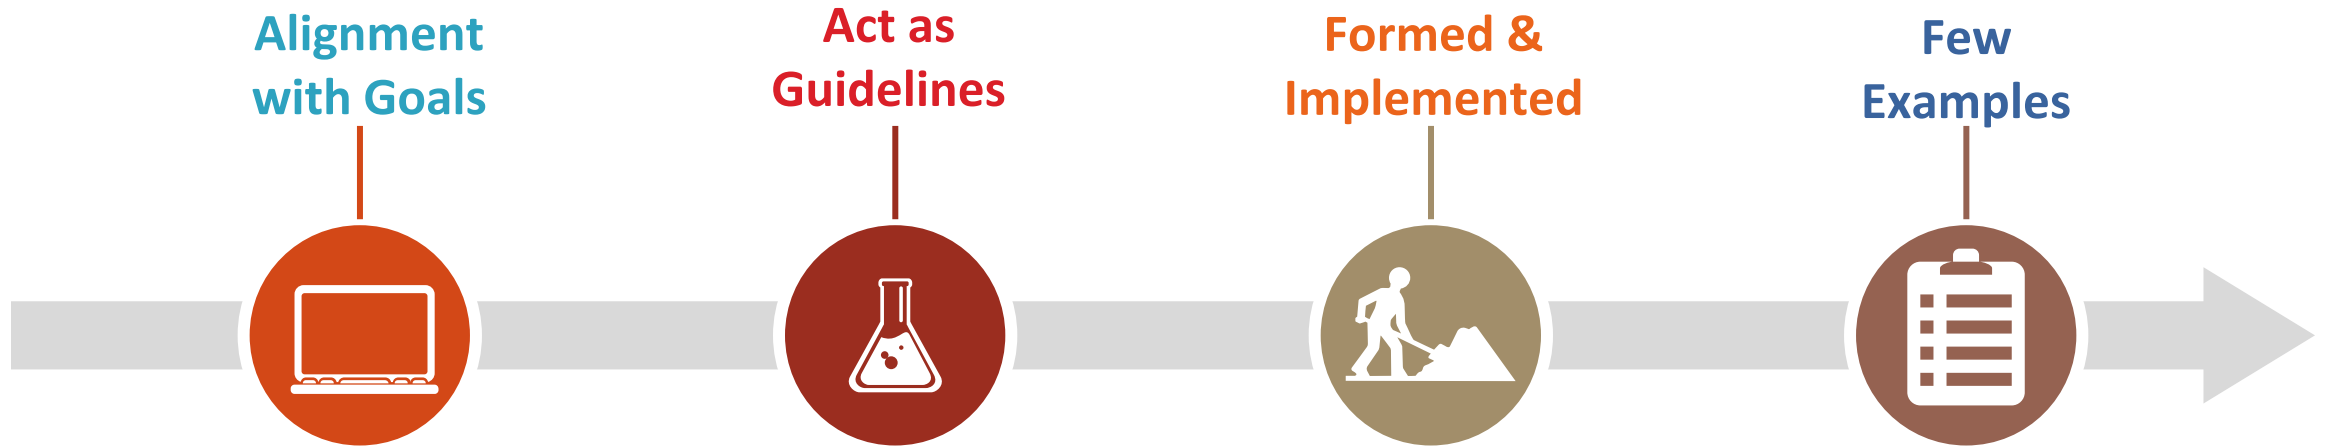 Alignment
with Goals
Act as
Guidelines
Formed &
Implemented
Few
Examples